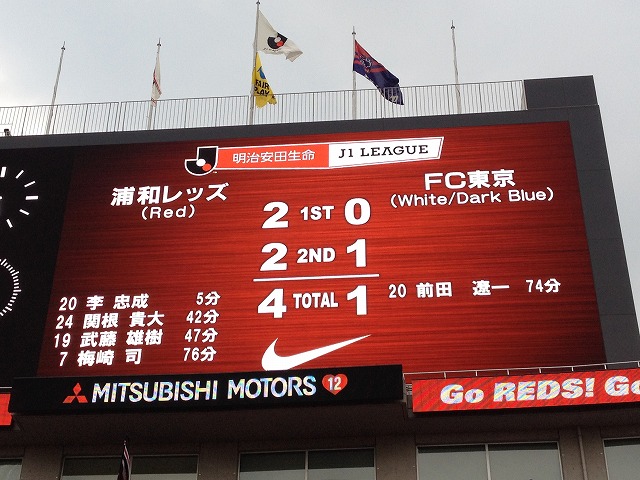 FAIR PLAY
明治安田生命 J1 LEAGUE
浦和レッズ FC東京
(Red) (White/Dark Blue)
2 1ST 0
2 2ND 1
4 TOTAL 1
20 李 忠成 5分
24 関根 貴大 42分
19 武藤 雄樹 47分
7 梅崎 司 76分
20 前田 遼一 74分
MITSUBISHI MOTORS 12
Go REDS! Go